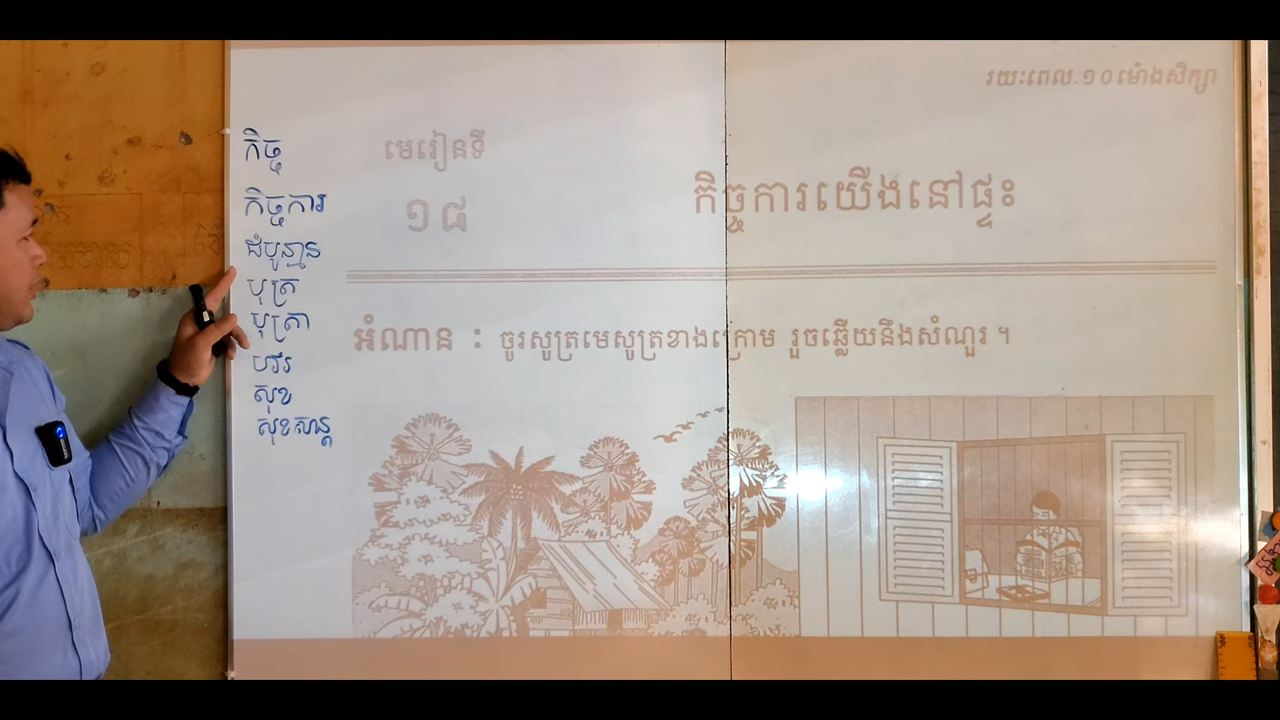 រយៈពេល ១០ម៉ោងសិក្សា
មេរៀនទី
១៨
កិច្ចការយើងនៅផ្ទះ
អំណាន ៖ ចូរសូត្រមេសូត្រខាងក្រោម រួចឆ្លើយនឹងសំណួរ ។
កិច្ច
កិច្ចការ
ដំបូន្មាន
បុត្រ
បុត្រា
បវរ
សុខ
សុខសាន្ត